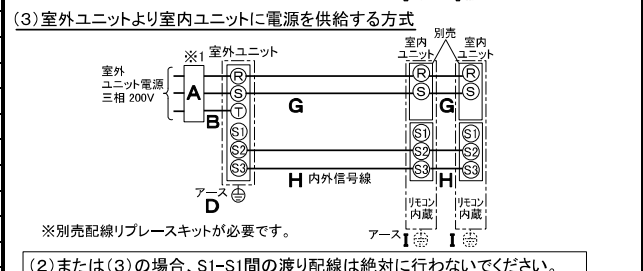 (3)室外ユニットより室内ユニットに電源を供給する方式
別売
※1 室外ユニット 室内 室内
ユニット ユニット
室外
ユニット電源
三相 200V
A R R R
S S S
B T G G
S1 S1 S1
S2 S2 S2
S3 S3 S3
H 内外信号線 H
アース
D
リモコン リモコン
内蔵 内蔵
※別売配線リプレースキットが必要です。
アース I I
(2)または(3)の場合、S1-S1間の渡り配線は絶対に行わないでください。